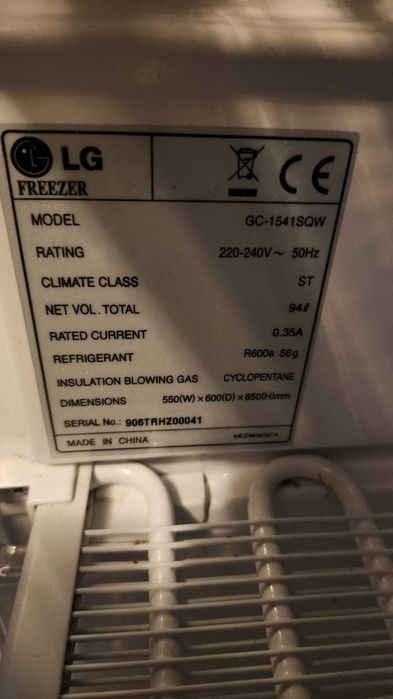 LG
FREEZER
MODEL GC-1541SQW
RATING 220-240V～ 50Hz
CLIMATE CLASS ST
NET VOL. TOTAL 94ℓ
RATED CURRENT 0.35A
REFRIGERANT R600a 56g
INSULATION BLOWING GAS CYCLOPENTANE
DIMENSIONS 550(W)×600(D)×850(H)mm
SERIAL No.: 906TRHZ00041
MADE IN CHINA